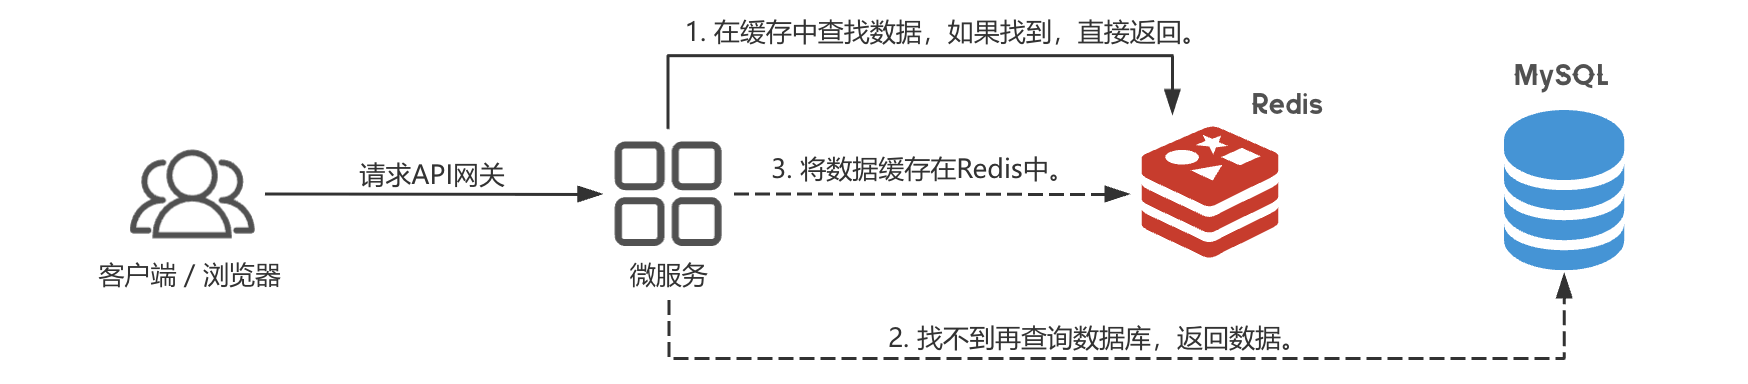 1. 在缓存中查找数据，如果找到，直接返回。
MySQL
Redis
请求API网关
3. 将数据缓存在Redis中。
客户端 / 浏览器
微服务
2. 找不到再查询数据库，返回数据。